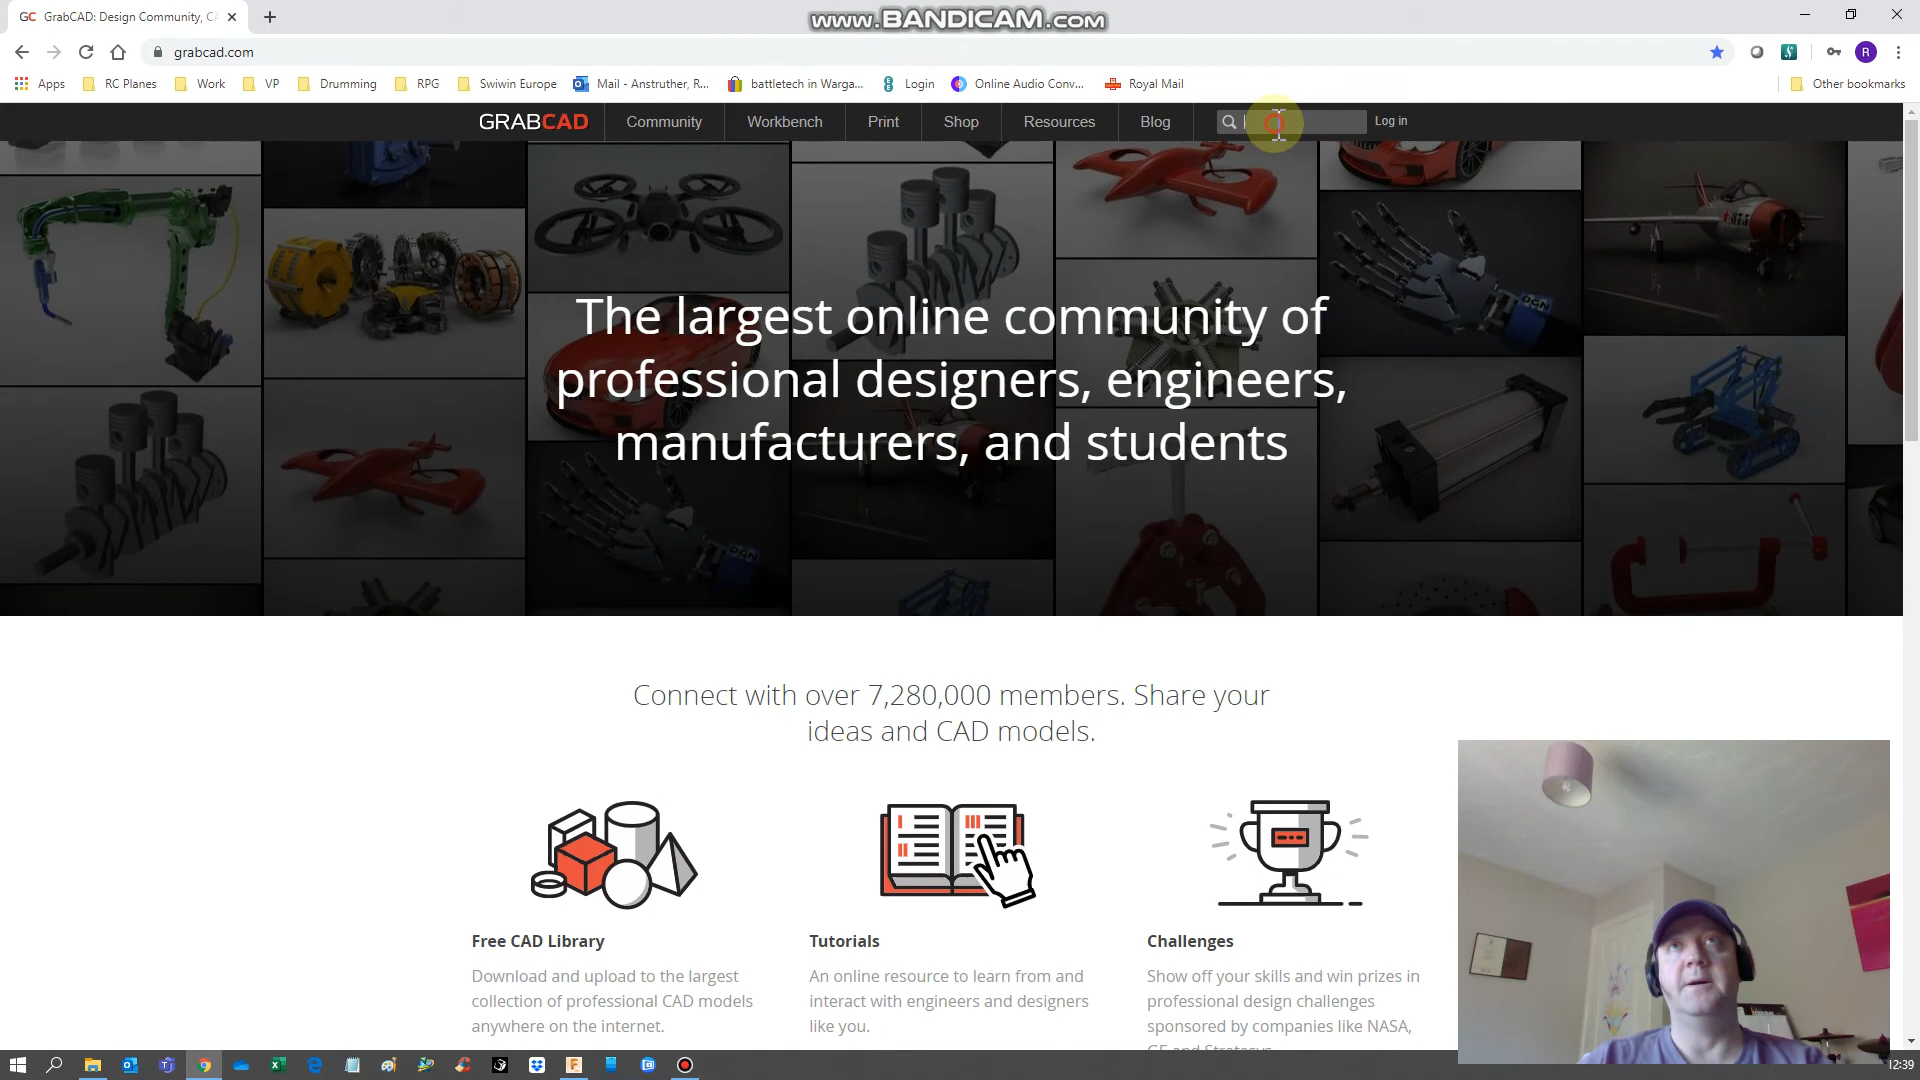 GC GrabCAD: Design Community, CA
www.BANDICAM.com
grabcad.com
R
Apps RC Planes Work VP Drumming RPG Swiwin Europe Mail - Anstruther, R... battletech in Warga... Login Online Audio Conv... Royal Mail Other bookmarks
GRABCAD Community Workbench Print Shop Resources Blog Log in
The largest online community of
professional designers, engineers,
manufacturers, and students
Connect with over 7,280,000 members. Share your
ideas and CAD models.
Free CAD Library
Download and upload to the largest
collection of professional CAD models
anywhere on the internet.
Tutorials
An online resource to learn from and
interact with engineers and designers
like you.
Challenges
Show off your skills and win prizes in
professional design challenges
sponsored by companies like NASA,
GE and Stratasys.
12:39